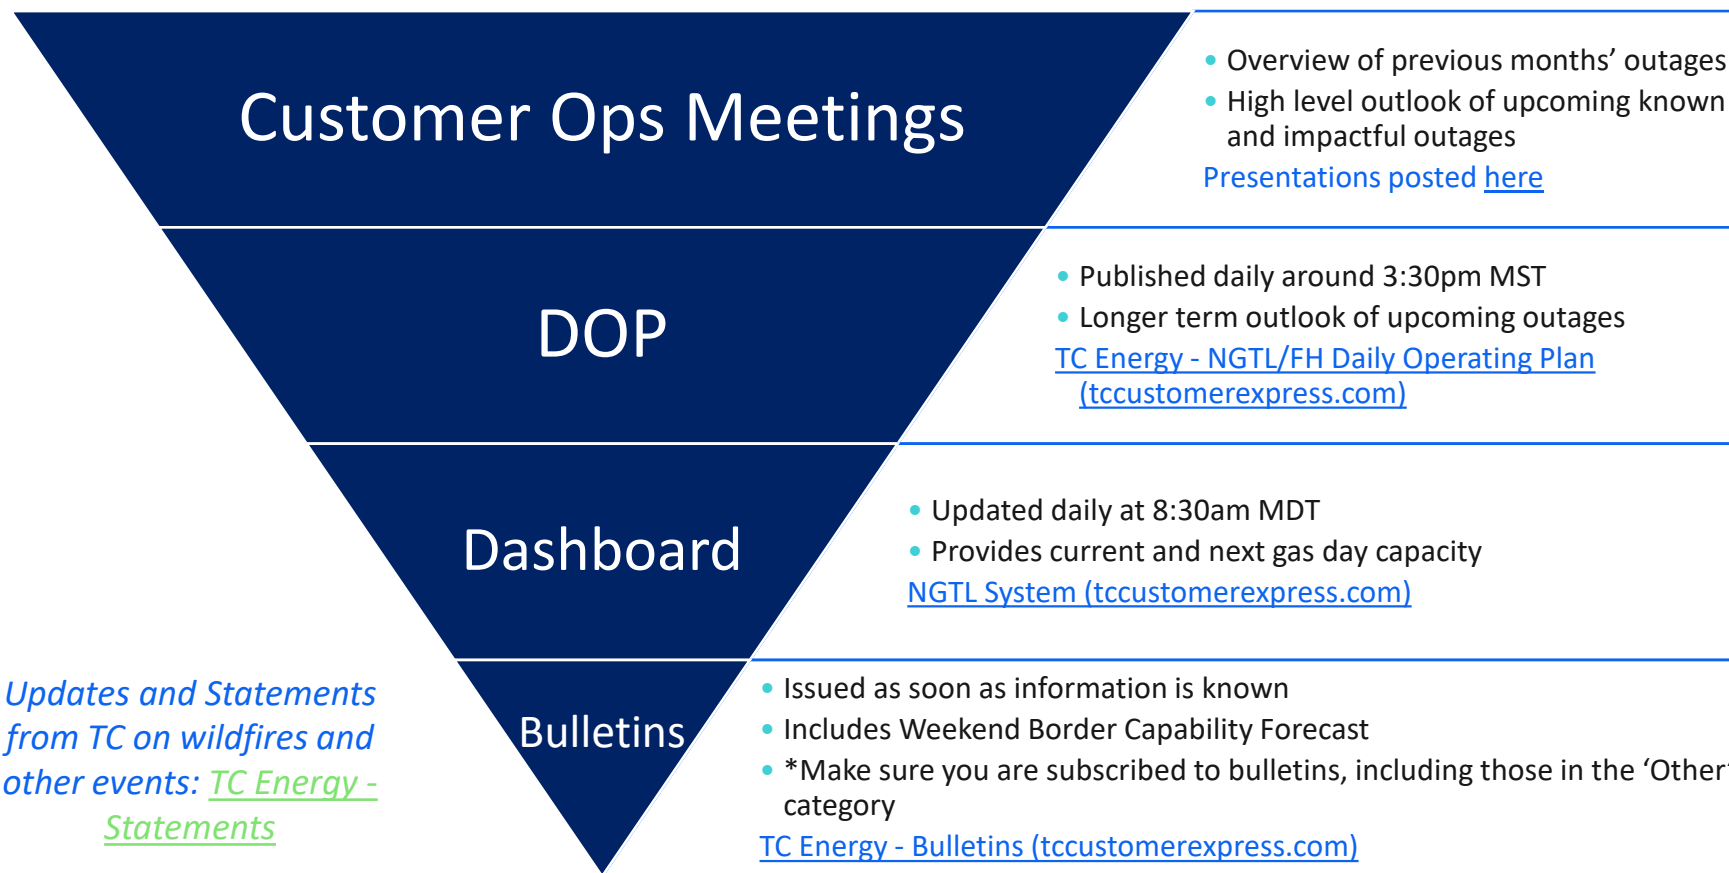 Customer Ops Meetings
• Overview of previous months’ outages
• High level outlook of upcoming known
and impactful outages
Presentations posted here
DOP
• Published daily around 3:30pm MST
• Longer term outlook of upcoming outages
TC Energy - NGTL/FH Daily Operating Plan
(tccustomerexpress.com)
Dashboard
• Updated daily at 8:30am MDT
• Provides current and next gas day capacity
NGTL System (tccustomerexpress.com)
Bulletins
• Issued as soon as information is known
• Includes Weekend Border Capability Forecast
• *Make sure you are subscribed to bulletins, including those in the ‘Other’
category
TC Energy - Bulletins (tccustomerexpress.com)
Updates and Statements
from TC on wildfires and
other events: TC Energy -
Statements